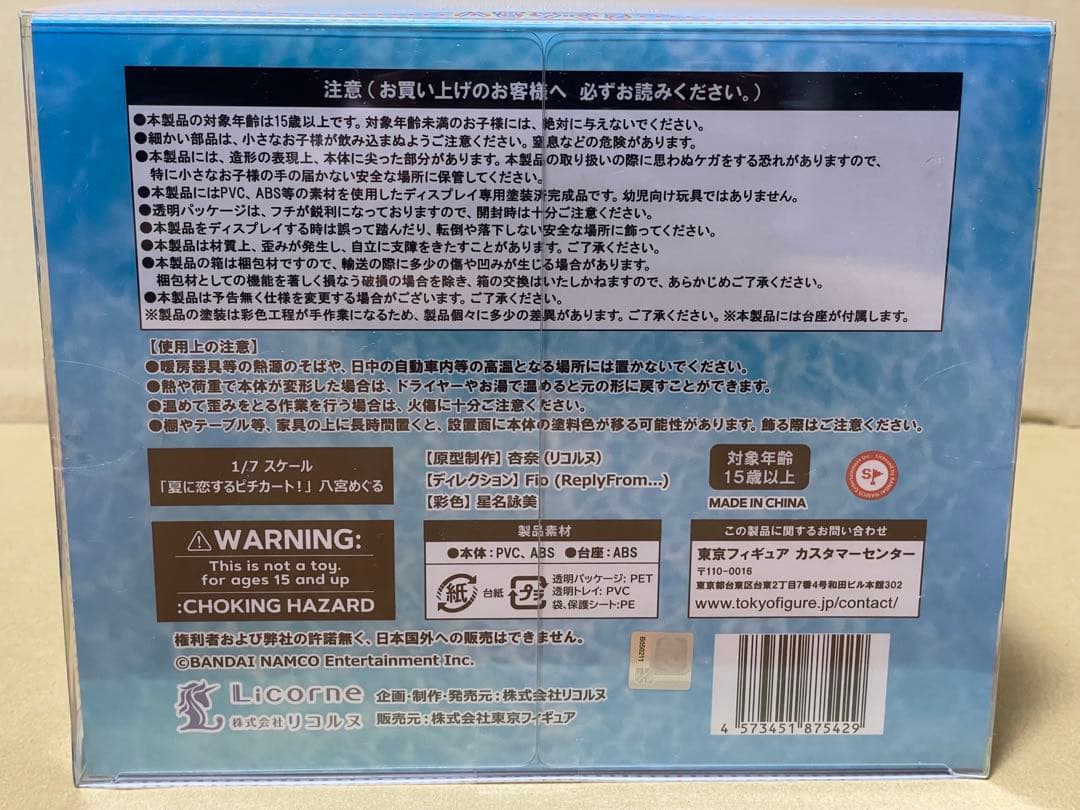 注意(お買い上げのお客様へ 必ずお読みください。)
●本製品の対象年齢は15歳以上です。対象年齢未満のお子様には、絶対に与えないでください。
●細かい部品は、小さなお子様が飲み込まぬようご注意ください。窒息などの危険があります。
●本製品には、造形の表現上、本体に尖った部分があります。本製品の取り扱いの際に思わぬケガをする恐れがありますので、
特に小さなお子様の手の届かない安全な場所に保管してください。
●本製品にはPVC、ABS等の素材を使用したディスプレイ専用塗装済完成品です。幼児向け玩具ではありません。
●透明パッケージは、フチが鋭利になっておりますので、開封時は十分ご注意ください。
●本製品をディスプレイする時は誤って踏んだり、転倒や落下しない安全な場所に飾ってください。
●本製品は材質上、歪みが発生し、自立に支障をきたすことがあります。ご了承ください。
●本製品の箱は梱包材ですので、輸送の際に多少の傷や凹みが生じる場合があります。
梱包材としての機能を著しく損なう破損の場合を除き、箱の交換はいたしかねますので、あらかじめご了承ください。
●本製品は予告無く仕様を変更する場合がございます。ご了承ください。
※製品の塗装は彩色工程が手作業になるため、製品個々に多少の差異があります。ご了承ください。※本製品には台座が付属します。
【使用上の注意】
●暖房器具等の熱源のそばや、日中の自動車内等の高温となる場所には置かないでください。
●熱や荷重で本体が変形した場合は、ドライヤーやお湯で温めると元の形に戻すことができます。
●温めて歪みをとる作業を行う場合は、火傷に十分ご注意ください。
●棚やテーブル等、家具の上に長時間置くと、設置面に本体の塗料色が移る可能性があります。飾る際はご注意ください。
1/7 スケール
「夏に恋するピチカート!」八宮めぐる
【原型制作】杏奈(リコルヌ)
【ディレクション】Fio (ReplyFrom...)
【彩色】星名詠美
対象年齢
15歳以上
MADE IN CHINA
⚠WARNING:
This is not a toy.
for ages 15 and up
:CHOKING HAZARD
製品素材
●本体:PVC、ABS ●台座:ABS
紙 台紙
プラ
透明パッケージ: PET
透明トレイ: PVC
袋、保護シート:PE
この製品に関するお問い合わせ
東京フィギュア カスタマーセンター
〒110-0016
東京都台東区台東2丁目7番4号和田ビル本館302
www.tokyofigure.jp/contact/
権利者および弊社の許諾無く、日本国外への販売はできません。
©BANDAI NAMCO Entertainment Inc.
Licorne
株式会社リコルヌ
企画・制作・発売元:株式会社リコルヌ
販売元:株式会社東京フィギュア
4 573451 875429